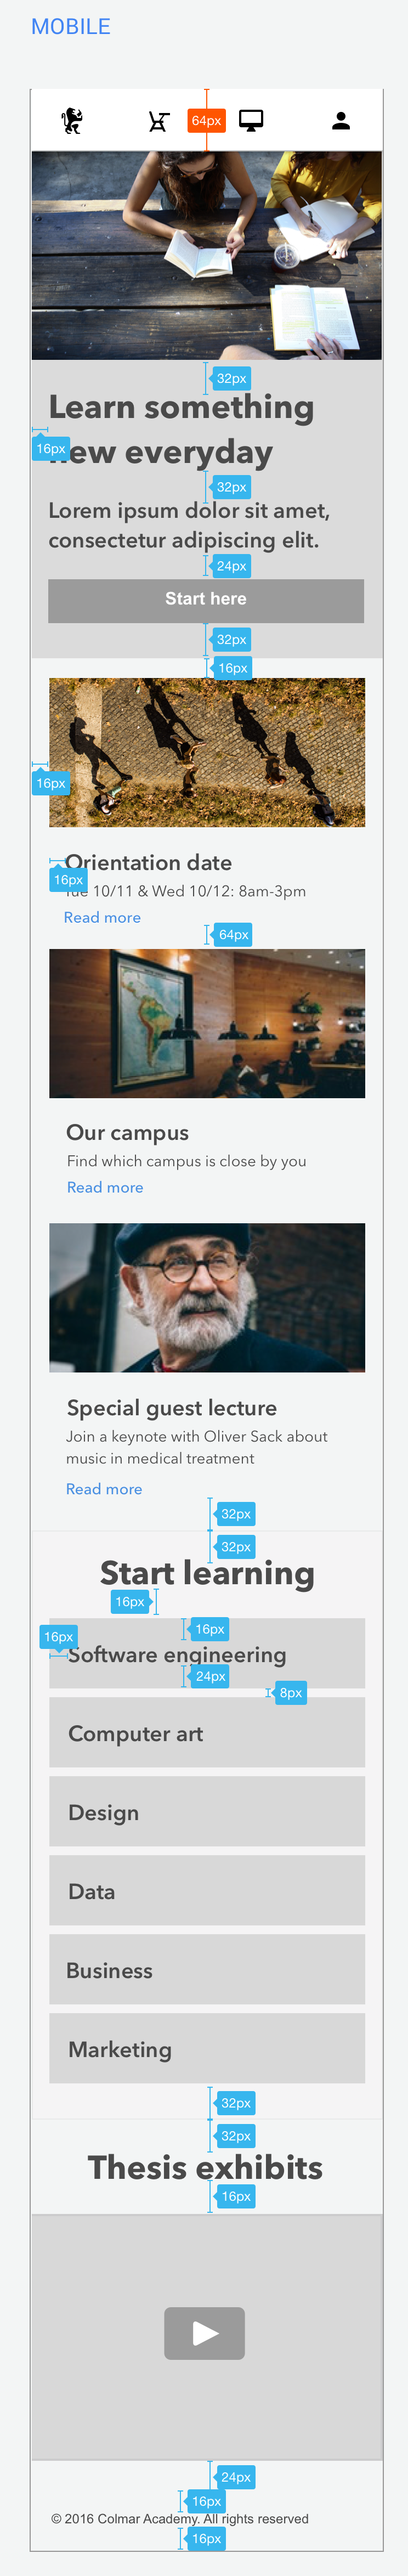 MOBILE
64px
32px
Learn something
16px
new everyday
32px
Lorem ipsum dolor sit amet,
consectetur adipiscing elit.
24px
Start here
32px
16px
16px
Orientation date
16px
Tue 10/11 & Wed 10/12: 8am-3pm
Read more
64px
Our campus
Find which campus is close by you
Read more
Special guest lecture
Join a keynote with Oliver Sack about
music in medical treatment
Read more
32px
32px
Start learning
16px
16px
16px
Software engineering
24px
8px
Computer art
Design
Data
Business
Marketing
32px
32px
Thesis exhibits
16px
24px
16px
© 2016 Colmar Academy. All rights reserved
16px